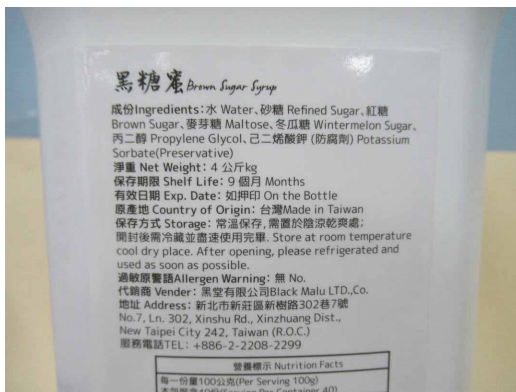 黑糖蜜 Brown Sugar Syrup
成份Ingredients：水 Water、砂糖 Refined Sugar、紅糖
Brown Sugar、麥芽糖 Maltose、冬瓜糖 Wintermelon Sugar、
丙二醇 Propylene Glycol、己二烯酸鉀 (防腐劑) Potassium
Sorbate(Preservative)
淨重 Net Weight：4 公斤kg
保存期限 Shelf Life：9 個月 Months
有效日期 Exp. Date：如押印 On the Bottle
原產地 Country of Origin：台灣Made in Taiwan
保存方式 Storage：常溫保存,需置於陰涼乾爽處;
開封後需冷藏並盡速使用完畢. Store at room temperature
cool dry place. After opening, please refrigerated and
used as soon as possible.
過敏原警語Allergen Warning：無 No.
代銷商 Vender：黑堂有限公司Black Malu LTD.,Co.
地址 Address：新北市新莊區新樹路302巷7號
No.7, Ln. 302, Xinshu Rd., Xinzhuang Dist.,
New Taipei City 242, Taiwan (R.O.C.)
服務電話TEL：+886-2-2208-2299
營養標示 Nutrition Facts
每一份量100公克(Per Serving 100g)
本包裝含40份(Serving Per Container 40)